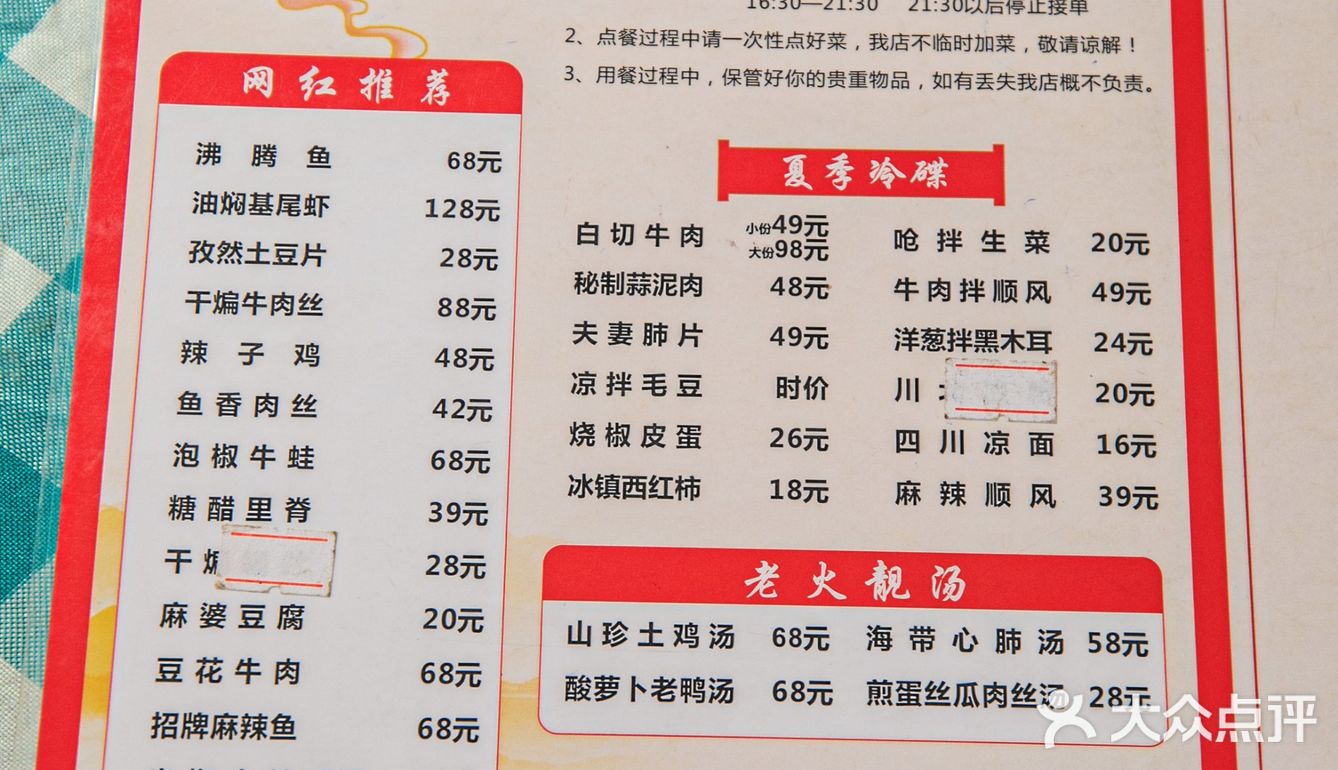 16:30—21:30 21:30以后停止接单
2、点餐过程中请一次性点好菜，我店不临时加菜，敬请谅解！
3、用餐过程中，保管好你的贵重物品，如有丢失我店概不负责。
网红推荐
沸腾鱼 68元
油焖基尾虾 128元
孜然土豆片 28元
干煸牛肉丝 88元
辣子鸡 48元
鱼香肉丝 42元
泡椒牛蛙 68元
糖醋里脊 39元
干煸 28元
麻婆豆腐 20元
豆花牛肉 68元
招牌麻辣鱼 68元
夏季冷碟
白切牛肉 小份49元 大份98元
秘制蒜泥肉 48元
夫妻肺片 49元
凉拌毛豆 时价
烧椒皮蛋 26元
冰镇西红柿 18元
呛拌生菜 20元
牛肉拌顺风 49元
洋葱拌黑木耳 24元
川 20元
四川凉面 16元
麻辣顺风 39元
老火靓汤
山珍土鸡汤 68元 海带心肺汤 58元
酸萝卜老鸭汤 68元 煎蛋丝瓜肉丝汤 28元
大众点评